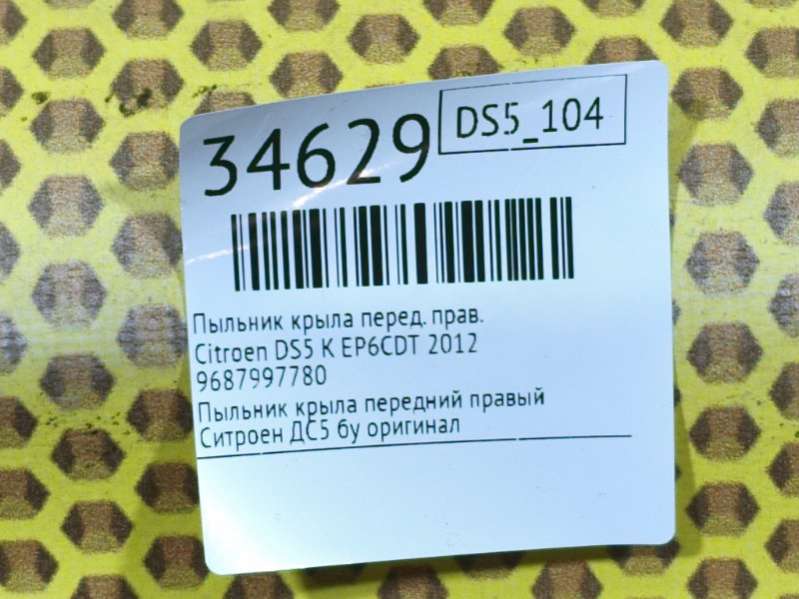 34629
DS5_104
Пыльник крыла перед. прав.
Citroen DS5 K EP6CDT 2012
9687997780
Пыльник крыла передний правый
Ситроен ДС5 бу оригинал